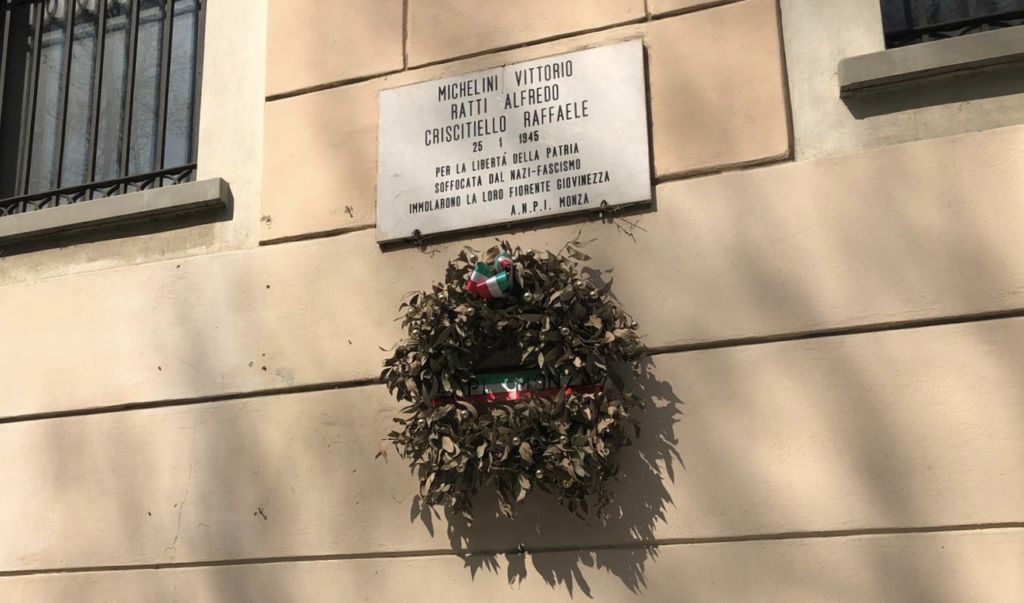 MICHELINI VITTORIO
RATTI ALFREDO
CRISCITIELLO RAFFAELE
25 1 1945
PER LA LIBERTÁ DELLA PATRIA
SOFFOCATA DAL NAZI-FASCISMO
IMMOLARONO LA LORO FIORENTE GIOVINEZZA
A.N.P.I. MONZA